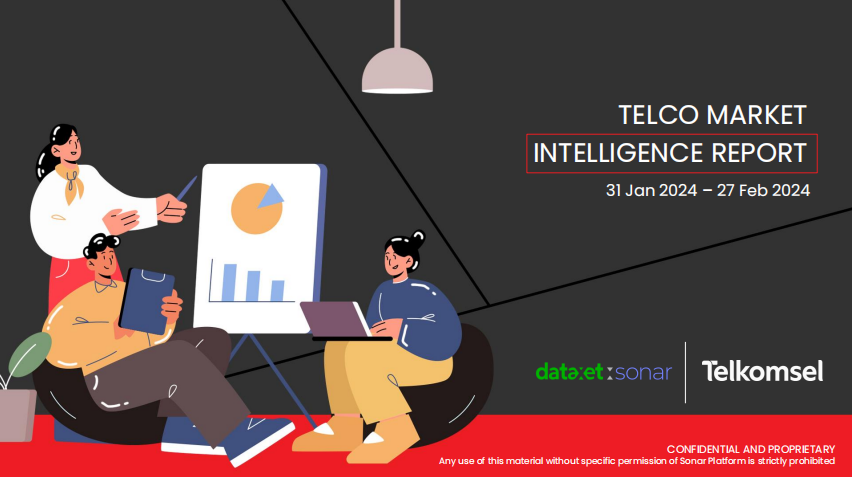 TELCO MARKET
INTELLIGENCE REPORT
31 Jan 2024 – 27 Feb 2024
dataxet:sonar
Telkomsel
CONFIDENTIAL AND PROPRIETARY
Any use of this material without specific permission of Sonar Platform is strictly prohibited